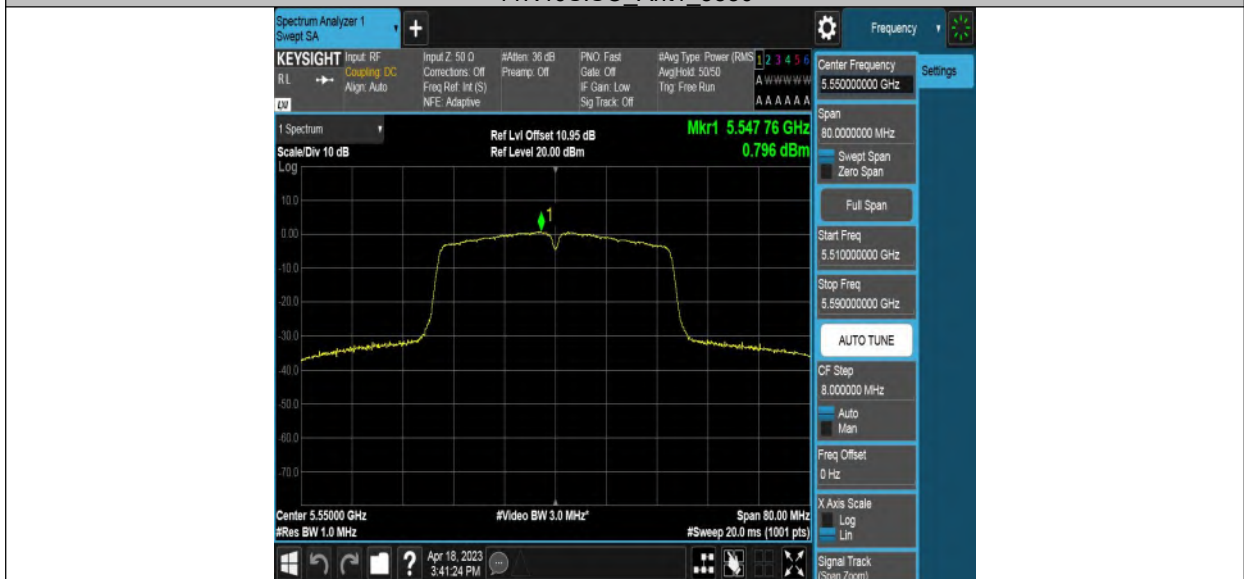 Spectrum Analyzer 1
Swept SA
+
Frequency
KEYSIGHT
RL
LXI
Input: RF
Coupling: DC
Align: Auto
Input Z: 50 Ω
Corrections: Off
Freq Ref: Int (S)
NFE: Adaptive
#Atten: 36 dB
Preamp: Off
PNO: Fast
Gate: Off
IF Gain: Low
Sig Track: Off
#Avg Type: Power (RMS
Avg|Hold: 50/50
Trig: Free Run
1 2 3 4 5 6
A W W W W W
A A A A A A
Center Frequency
5.550000000 GHz
Settings
Span
80.0000000 MHz
Swept Span
Zero Span
Full Span
Start Freq
5.510000000 GHz
Stop Freq
5.590000000 GHz
AUTO TUNE
CF Step
8.000000 MHz
Auto
Man
Freq Offset
0 Hz
X Axis Scale
Log
Lin
Signal Track
(Span Zoom)
1 Spectrum
Scale/Div 10 dB
Log
Ref Lvl Offset 10.95 dB
Ref Level 20.00 dBm
Mkr1 5.547 76 GHz
0.796 dBm
1
10.0
0.00
-10.0
-20.0
-30.0
-40.0
-50.0
-60.0
-70.0
Center 5.55000 GHz
#Res BW 1.0 MHz
#Video BW 3.0 MHz*
Span 80.00 MHz
#Sweep 20.0 ms (1001 pts)
?
Apr 18, 2023
3:41:24 PM